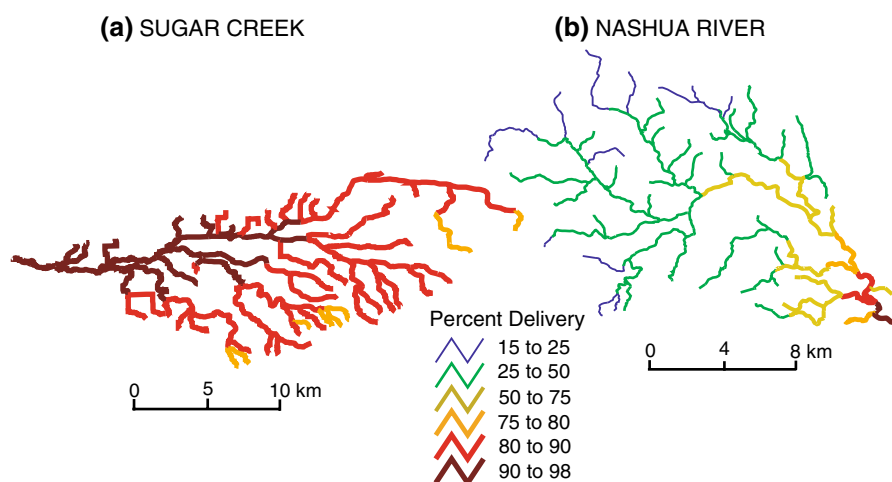 (a) SUGAR CREEK
(b) NASHUA RIVER
Percent Delivery
15 to 25
25 to 50
50 to 75
75 to 80
80 to 90
90 to 98
0 5 10 km
0 4 8 km